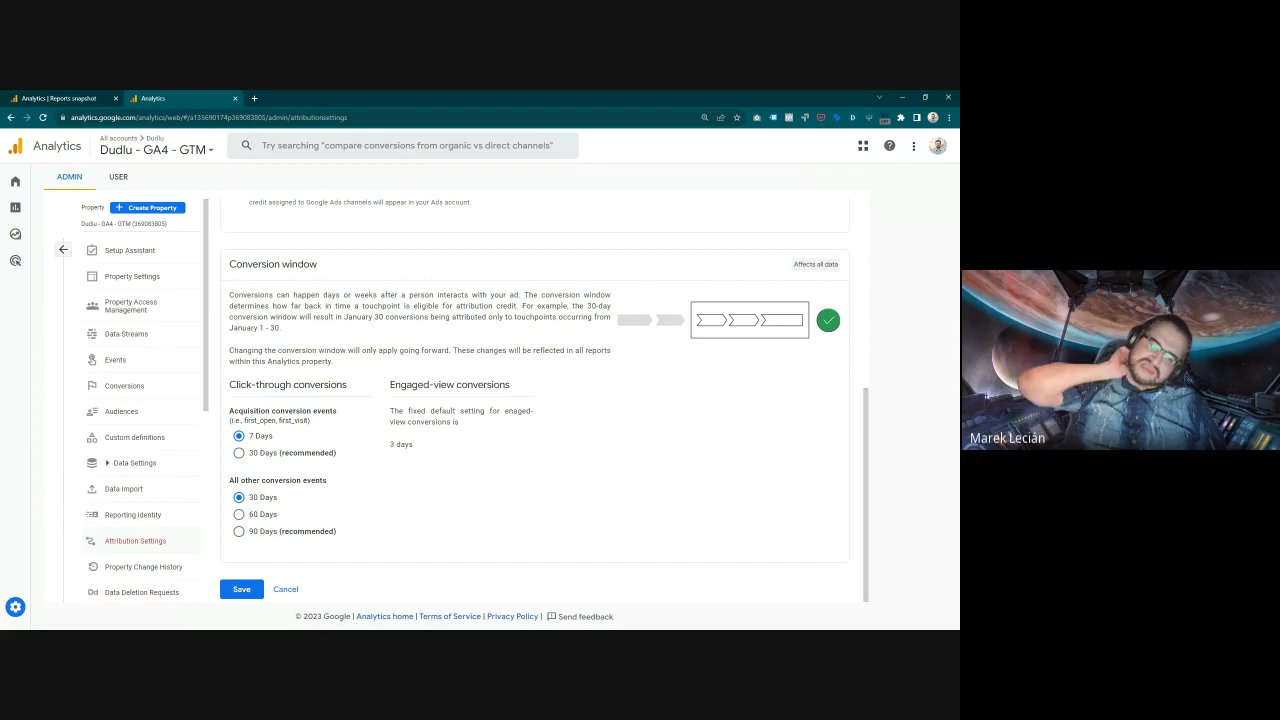 Analytics | Reports snapshot
Analytics
analytics.google.com/analytics/web/#/a135690174p369083805/admin/attributionsettings
Analytics
All accounts > Dudlu
Dudlu - GA4 - GTM
Try searching "compare conversions from organic vs direct channels"
ADMIN
USER
Property
Create Property
Dudlu - GA4 - GTM (369083805)
Setup Assistant
Property Settings
Property Access
Management
Data Streams
Events
Conversions
Audiences
Custom definitions
Data Settings
Data Import
Reporting Identity
Attribution Settings
Property Change History
Dd Data Deletion Requests
credit assigned to Google Ads channels will appear in your Ads account.
Conversion window
Affects all data
Conversions can happen days or weeks after a person interacts with your ad. The conversion window
determines how far back in time a touchpoint is eligible for attribution credit. For example, the 30-day
conversion window will result in January 30 conversions being attributed only to touchpoints occurring from
January 1 - 30.
Changing the conversion window will only apply going forward. These changes will be reflected in all reports
within this Analytics property.
Click-through conversions
Acquisition conversion events
(i.e., first_open, first_visit)
7 Days
30 Days (recommended)
All other conversion events
30 Days
60 Days
90 Days (recommended)
Engaged-view conversions
The fixed default setting for enaged-
view conversions is
3 days
Save
Cancel
© 2023 Google | Analytics home | Terms of Service | Privacy Policy | Send feedback
Marek Lecián